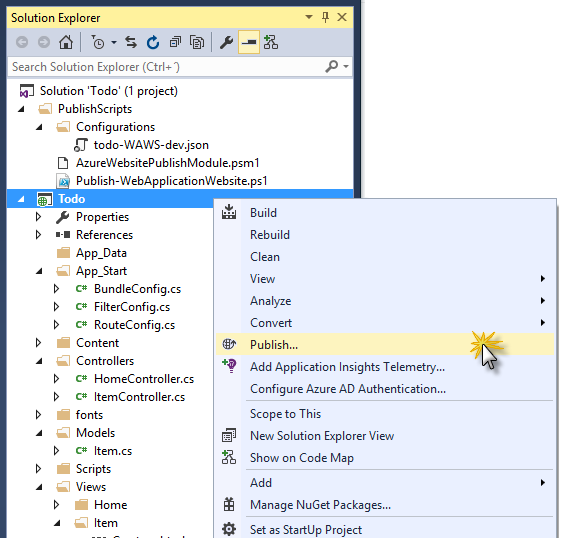 Solution Explorer
Search Solution Explorer (Ctrl+´)
Solution 'Todo' (1 project)
PublishScripts
Configurations
todo-WAWS-dev.json
AzureWebsitePublishModule.psm1
Publish-WebApplicationWebsite.ps1
Todo
Properties
References
App_Data
App_Start
BundleConfig.cs
FilterConfig.cs
RouteConfig.cs
Content
Controllers
HomeController.cs
ItemController.cs
fonts
Models
Item.cs
Scripts
Views
Home
Item
Build
Rebuild
Clean
View
Analyze
Convert
Publish...
Add Application Insights Telemetry...
Configure Azure AD Authentication...
Scope to This
New Solution Explorer View
Show on Code Map
Add
Manage NuGet Packages...
Set as StartUp Project